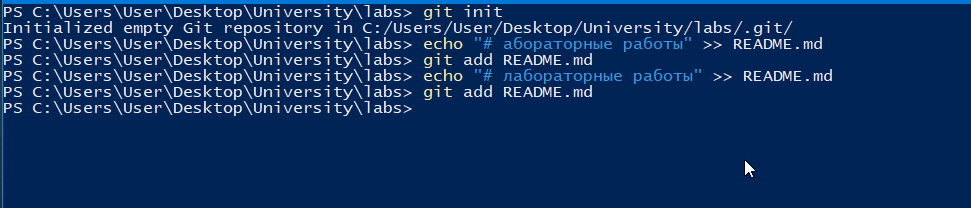 PS C:\Users\User\Desktop\University\labs> git init
Initialized empty Git repository in C:/Users/User/Desktop/University/labs/.git/
PS C:\Users\User\Desktop\University\labs> echo "# абораторные работы" >> README.md
PS C:\Users\User\Desktop\University\labs> git add README.md
PS C:\Users\User\Desktop\University\labs> echo "# лабораторные работы" >> README.md
PS C:\Users\User\Desktop\University\labs> git add README.md
PS C:\Users\User\Desktop\University\labs>